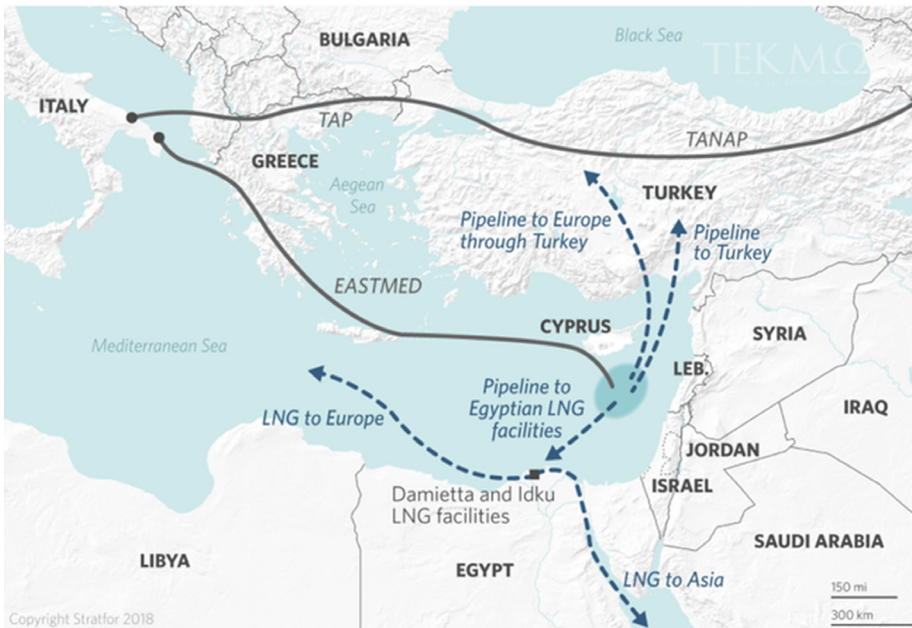 BULGARIA
Black Sea
TEKMΩ
ITALY
TAP
TANAP
GREECE
Aegean
Sea
TURKEY
Pipeline to Europe
through Turkey
Pipeline
to Turkey
EASTMED
CYPRUS
SYRIA
Mediterranean Sea
LEB.
Pipeline to
Egyptian LNG
facilities
LNG to Europe
IRAQ
JORDAN
ISRAEL
Damietta and Idku
LNG facilities
SAUDI ARABIA
LIBYA
EGYPT
LNG to Asia
150 mi
300 km
Copyright Stratfor 2018